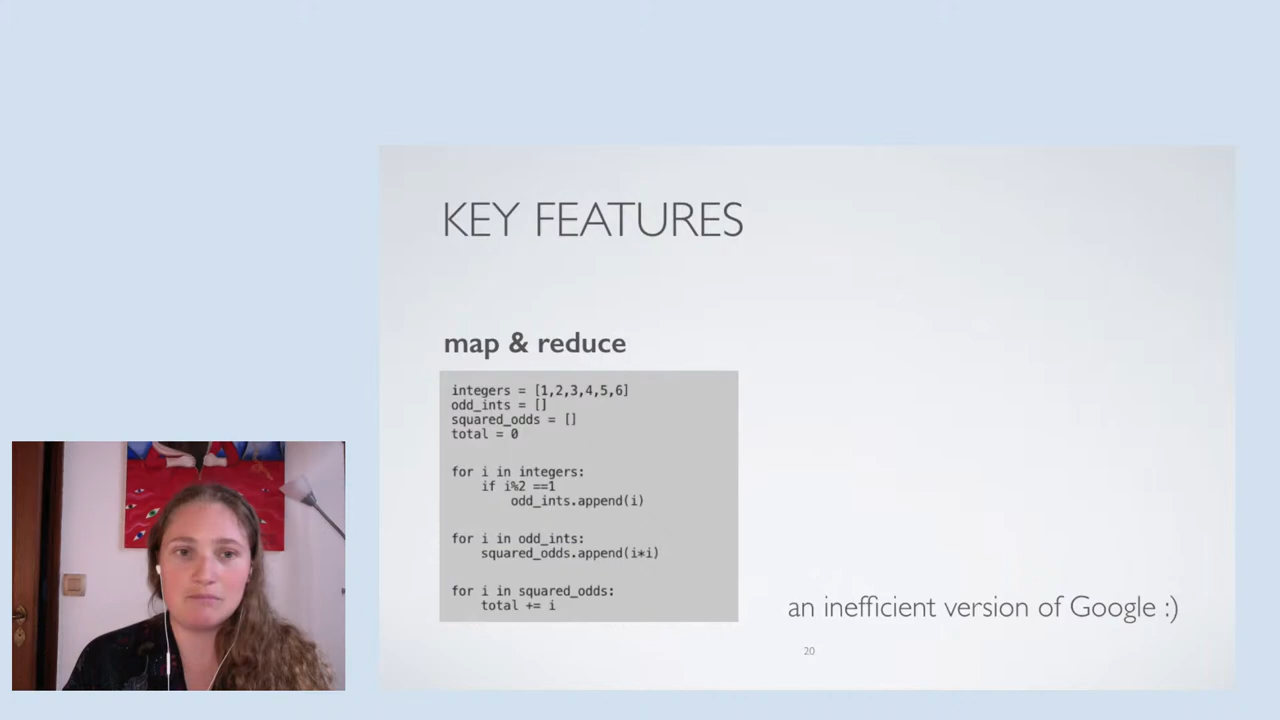 KEY FEATURES
map & reduce
integers = [1,2,3,4,5,6]
odd_ints = []
squared_odds = []
total = 0
for i in integers:
    if i%2 ==1
        odd_ints.append(i)
for i in odd_ints:
    squared_odds.append(i*i)
for i in squared_odds:
    total += i
an inefficient version of Google :)
20